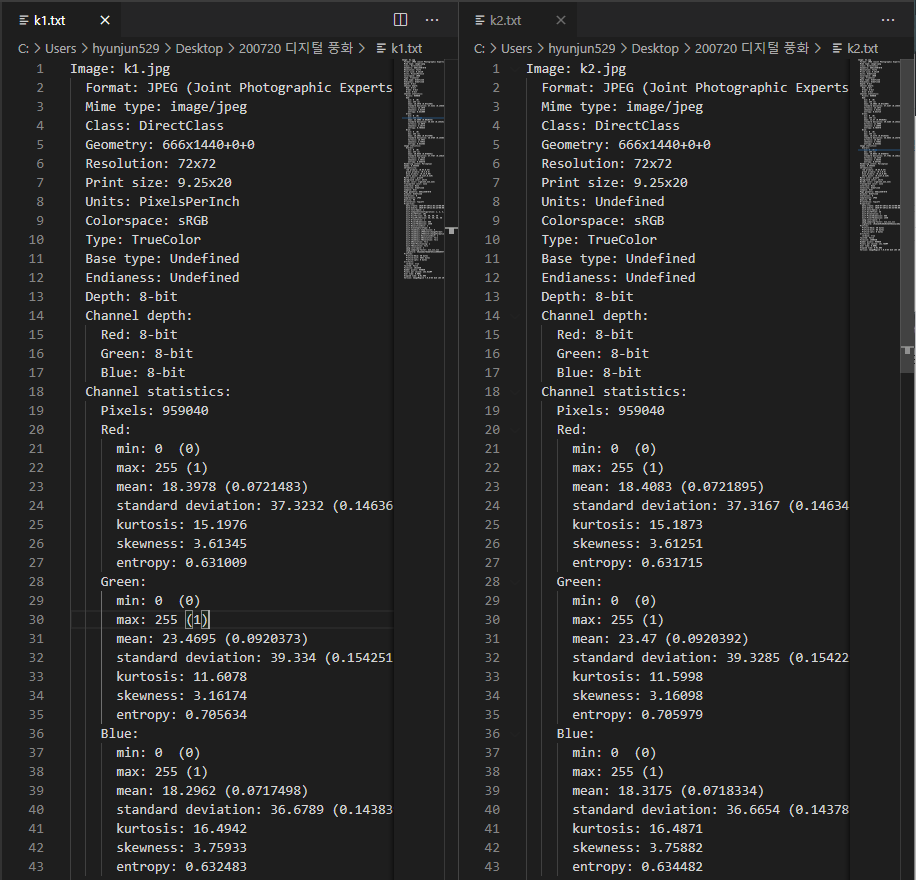 k1.txt
C: > Users > hyunjun529 > Desktop > 200720 디지털 풍화 > k1.txt
1 Image: k1.jpg
2 Format: JPEG (Joint Photographic Experts
3 Mime type: image/jpeg
4 Class: DirectClass
5 Geometry: 666x1440+0+0
6 Resolution: 72x72
7 Print size: 9.25x20
8 Units: PixelsPerInch
9 Colorspace: sRGB
10 Type: TrueColor
11 Base type: Undefined
12 Endianess: Undefined
13 Depth: 8-bit
14 Channel depth:
15 Red: 8-bit
16 Green: 8-bit
17 Blue: 8-bit
18 Channel statistics:
19 Pixels: 959040
20 Red:
21 min: 0  (0)
22 max: 255 (1)
23 mean: 18.3978 (0.0721483)
24 standard deviation: 37.3232 (0.14636
25 kurtosis: 15.1976
26 skewness: 3.61345
27 entropy: 0.631009
28 Green:
29 min: 0  (0)
30 max: 255 (1)
31 mean: 23.4695 (0.0920373)
32 standard deviation: 39.334 (0.154251
33 kurtosis: 11.6078
34 skewness: 3.16174
35 entropy: 0.705634
36 Blue:
37 min: 0  (0)
38 max: 255 (1)
39 mean: 18.2962 (0.0717498)
40 standard deviation: 36.6789 (0.14383
41 kurtosis: 16.4942
42 skewness: 3.75933
43 entropy: 0.632483
k2.txt
C: > Users > hyunjun529 > Desktop > 200720 디지털 풍화 > k2.txt
1 Image: k2.jpg
2 Format: JPEG (Joint Photographic Experts
3 Mime type: image/jpeg
4 Class: DirectClass
5 Geometry: 666x1440+0+0
6 Resolution: 72x72
7 Print size: 9.25x20
8 Units: Undefined
9 Colorspace: sRGB
10 Type: TrueColor
11 Base type: Undefined
12 Endianess: Undefined
13 Depth: 8-bit
14 Channel depth:
15 Red: 8-bit
16 Green: 8-bit
17 Blue: 8-bit
18 Channel statistics:
19 Pixels: 959040
20 Red:
21 min: 0  (0)
22 max: 255 (1)
23 mean: 18.4083 (0.0721895)
24 standard deviation: 37.3167 (0.14634
25 kurtosis: 15.1873
26 skewness: 3.61251
27 entropy: 0.631715
28 Green:
29 min: 0  (0)
30 max: 255 (1)
31 mean: 23.47 (0.0920392)
32 standard deviation: 39.3285 (0.15422
33 kurtosis: 11.5998
34 skewness: 3.16098
35 entropy: 0.705979
36 Blue:
37 min: 0  (0)
38 max: 255 (1)
39 mean: 18.3175 (0.0718334)
40 standard deviation: 36.6654 (0.14378
41 kurtosis: 16.4871
42 skewness: 3.75882
43 entropy: 0.634482